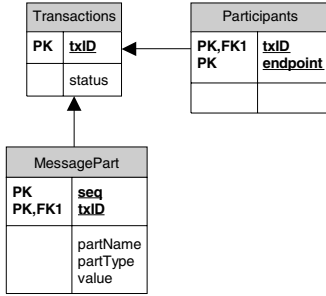 Transactions
PK txID
status
Participants
PK,FK1 txID
PK endpoint
MessagePart
PK seq
PK,FK1 txID
partName
partType
value